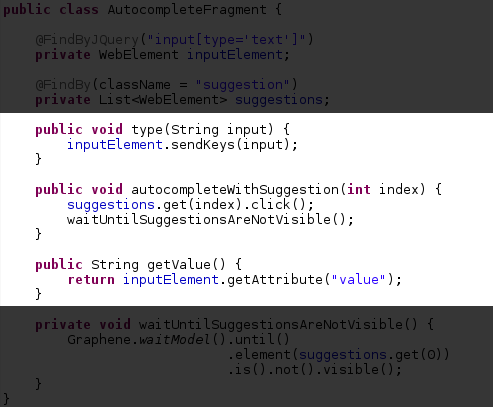 public class AutocompleteFragment {
@FindByJQuery("input[type='text']")
private WebElement inputElement;
@FindBy(className = "suggestion")
private List<WebElement> suggestions;
public void type(String input) {
inputElement.sendKeys(input);
}
public void autocompleteWithSuggestion(int index) {
suggestions.get(index).click();
waitUntilSuggestionsAreNotVisible();
}
public String getValue() {
return inputElement.getAttribute("value");
}
private void waitUntilSuggestionsAreNotVisible() {
Graphene.waitModel().until()
.element(suggestions.get(0))
.is().not().visible();
}
}